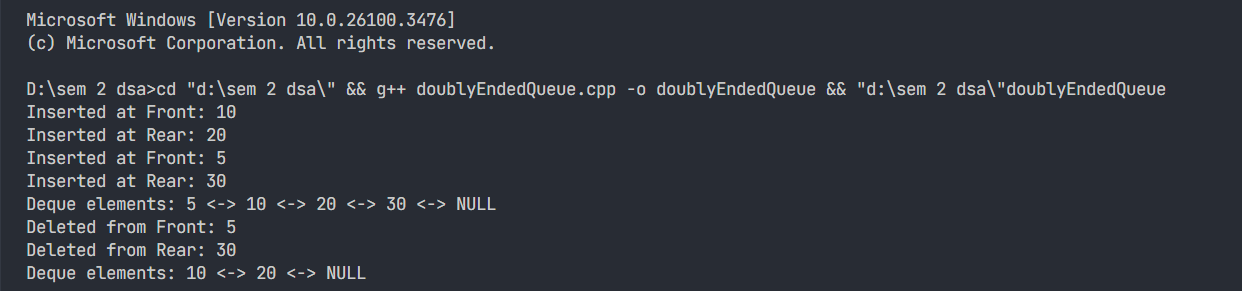 Microsoft Windows [Version 10.0.26100.3476]
(c) Microsoft Corporation. All rights reserved.
D:\sem 2 dsa>cd "d:\sem 2 dsa\" && g++ doublyEndedQueue.cpp -o doublyEndedQueue && "d:\sem 2 dsa\"doublyEndedQueue
Inserted at Front: 10
Inserted at Rear: 20
Inserted at Front: 5
Inserted at Rear: 30
Deque elements: 5 <-> 10 <-> 20 <-> 30 <-> NULL
Deleted from Front: 5
Deleted from Rear: 30
Deque elements: 10 <-> 20 <-> NULL